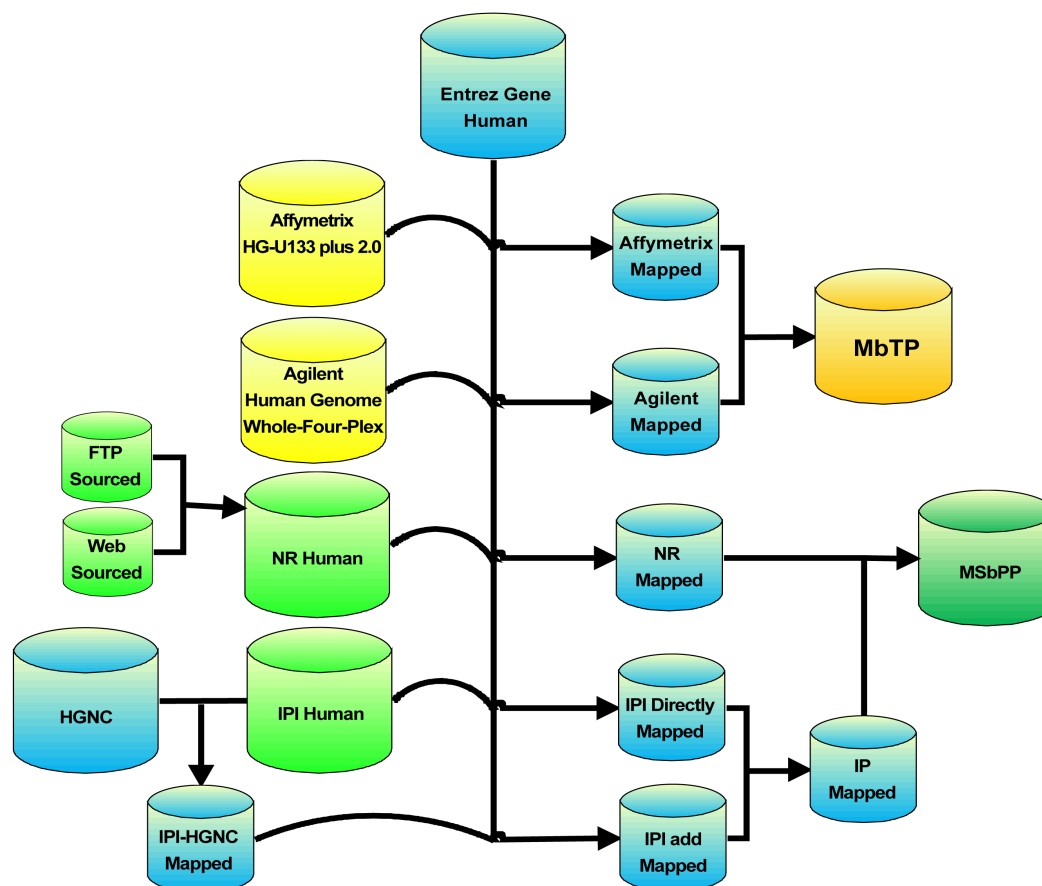 Entrez Gene
Human
Affymetrix
HG-U133 plus 2.0
Affymetrix
Mapped
MbTP
Agilent
Human Genome
Whole-Four-Plex
Agilent
Mapped
FTP
Sourced
Web
Sourced
NR Human
NR
Mapped
MSbPP
HGNC
IPI Human
IPI Directly
Mapped
IP
Mapped
IPI-HGNC
Mapped
IPI add
Mapped